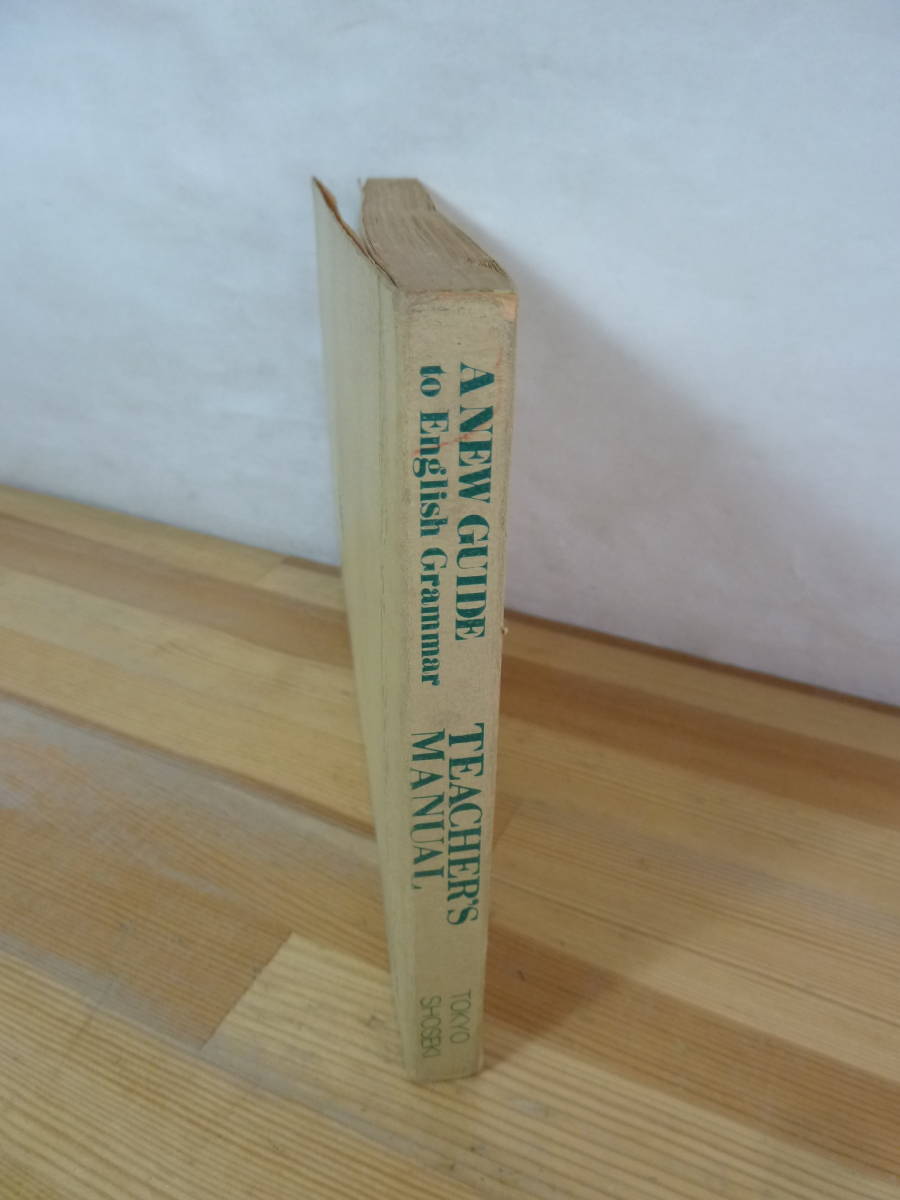 A NEW GUIDE
to English Grammar
TEACHER'S
MANUAL
TOKYO
SHOSEKI